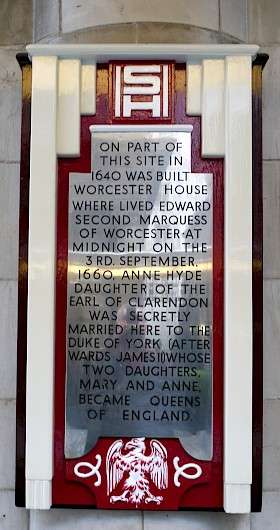 SH
ON PART OF
THIS SITE IN
1640 WAS BUILT
WORCESTER HOUSE
WHERE LIVED EDWARD
SECOND MARQUESS
OF WORCESTER·AT
MIDNIGHT ON THE
3 RD. SEPTEMBER.
1660, ANNE HYDE
DAUGHTER OF THE
EARL OF CLARENDON
WAS SECRETLY
MARRIED HERE TO THE
DUKE OF YORK (AFTER
WARDS JAMES II) WHOSE
TWO DAUGHTERS,
MARY AND ANNE,
BECAME QUEENS
OF ENGLAND.